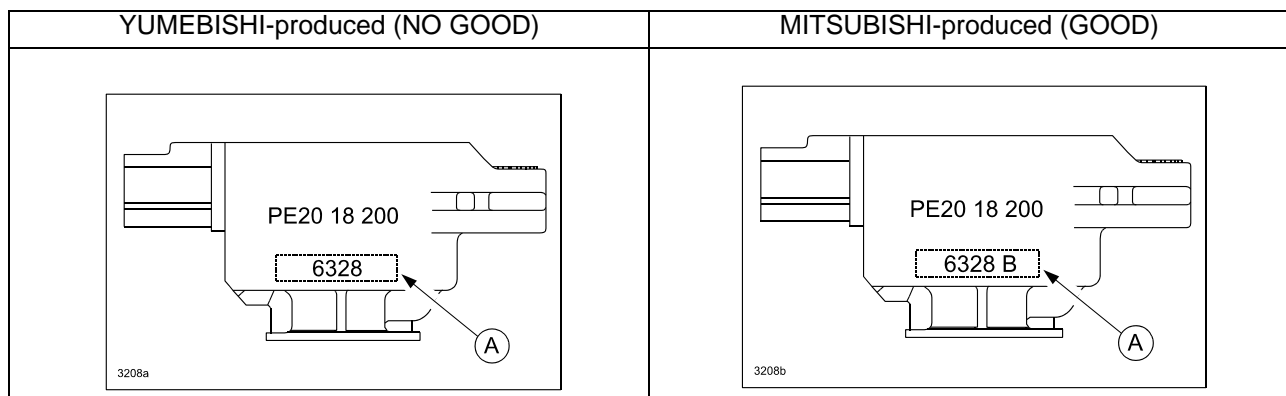 YUMEBISHI-produced (NO GOOD)
MITSUBISHI-produced (GOOD)
PE20 18 200
6328
A
3208a
PE20 18 200
6328 B
A
3208b